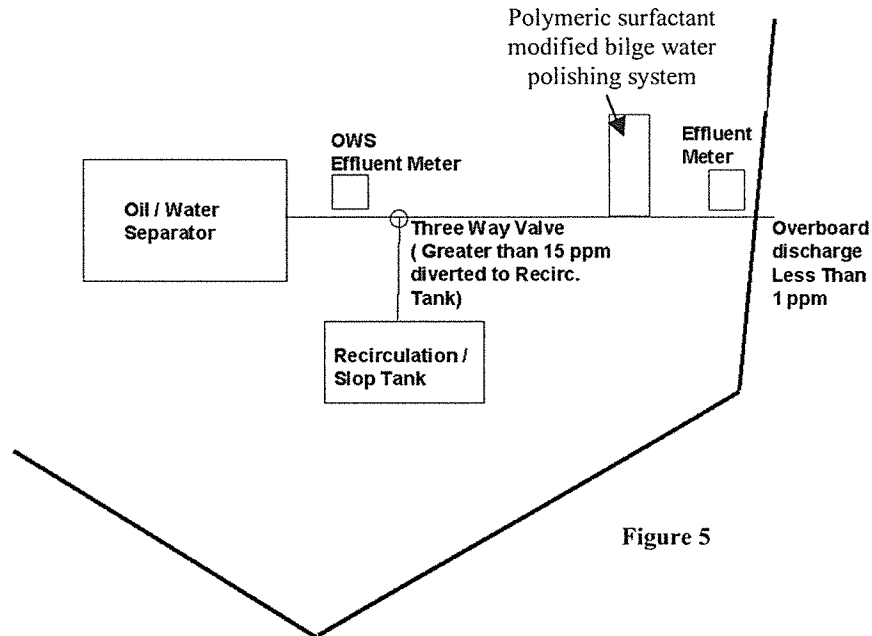 Polymeric surfactant
modified bilge water
polishing system
OWS
Effluent Meter
Effluent
Meter
Oil / Water
Separator
Three Way Valve
( Greater than 15 ppm
diverted to Recirc.
Tank)
Overboard
discharge
Less Than
1 ppm
Recirculation /
Slop Tank
Figure 5